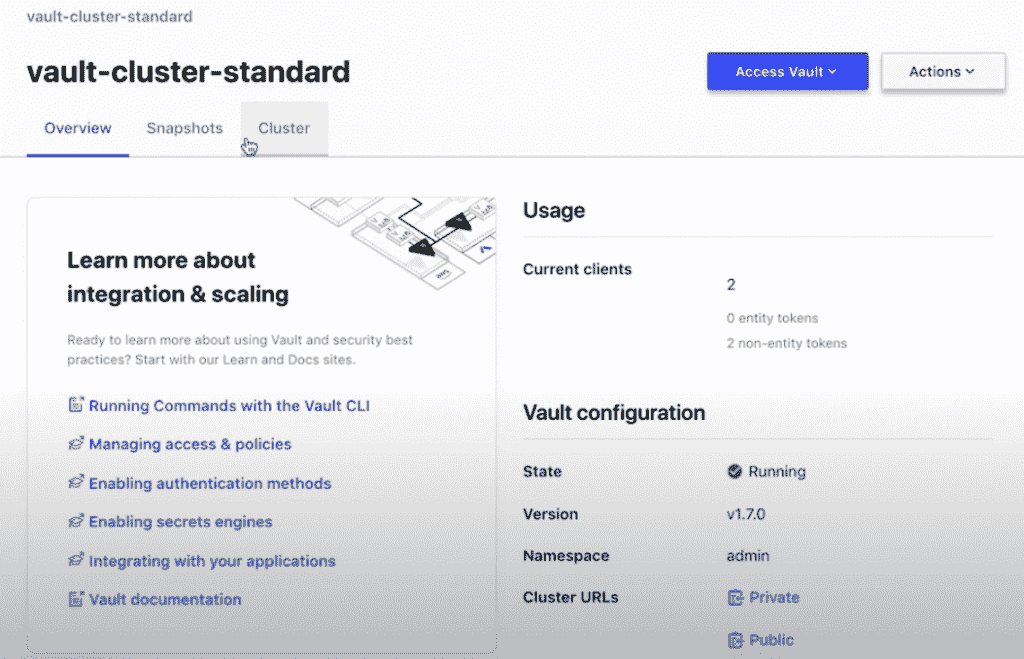 vault-cluster-standard
vault-cluster-standard
Access Vault
Actions
Overview
Snapshots
Cluster
Learn more about
integration & scaling
Ready to learn more about using Vault and security best
practices? Start with our Learn and Docs sites.
Running Commands with the Vault CLI
Managing access & policies
Enabling authentication methods
Enabling secrets engines
Integrating with your applications
Vault documentation
Usage
Current clients
2
0 entity tokens
2 non-entity tokens
Vault configuration
State
Running
Version
v1.7.0
Namespace
admin
Cluster URLs
Private
Public